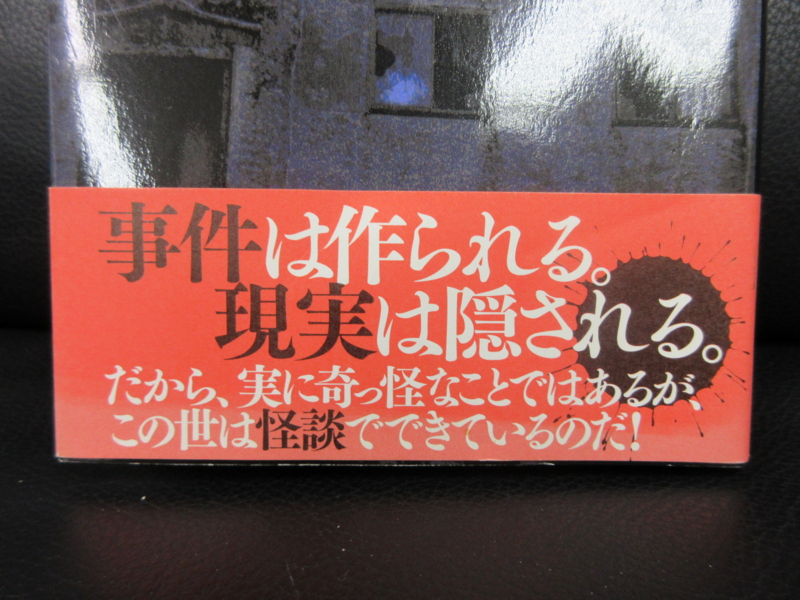 事件は作られる。
現実は隠される。
だから、実に奇っ怪なことではあるが、
この世は怪談でできているのだ!